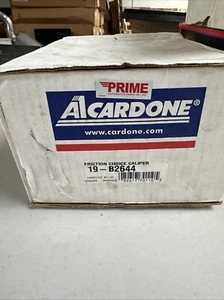 PRIME
A1CARDONE®
www.cardone.com
FRICTION CHOICE CALIPER
19-B2644